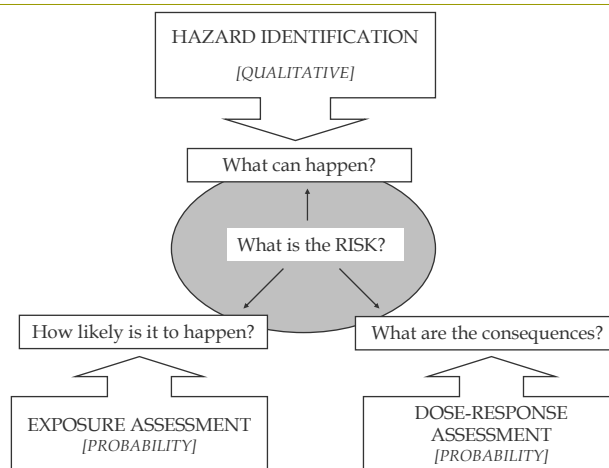 HAZARD IDENTIFICATION
[QUALITATIVE]
What can happen?
What is the RISK?
How likely is it to happen?
What are the consequences?
EXPOSURE ASSESSMENT
[PROBABILITY]
DOSE-RESPONSE
ASSESSMENT
[PROBABILITY]